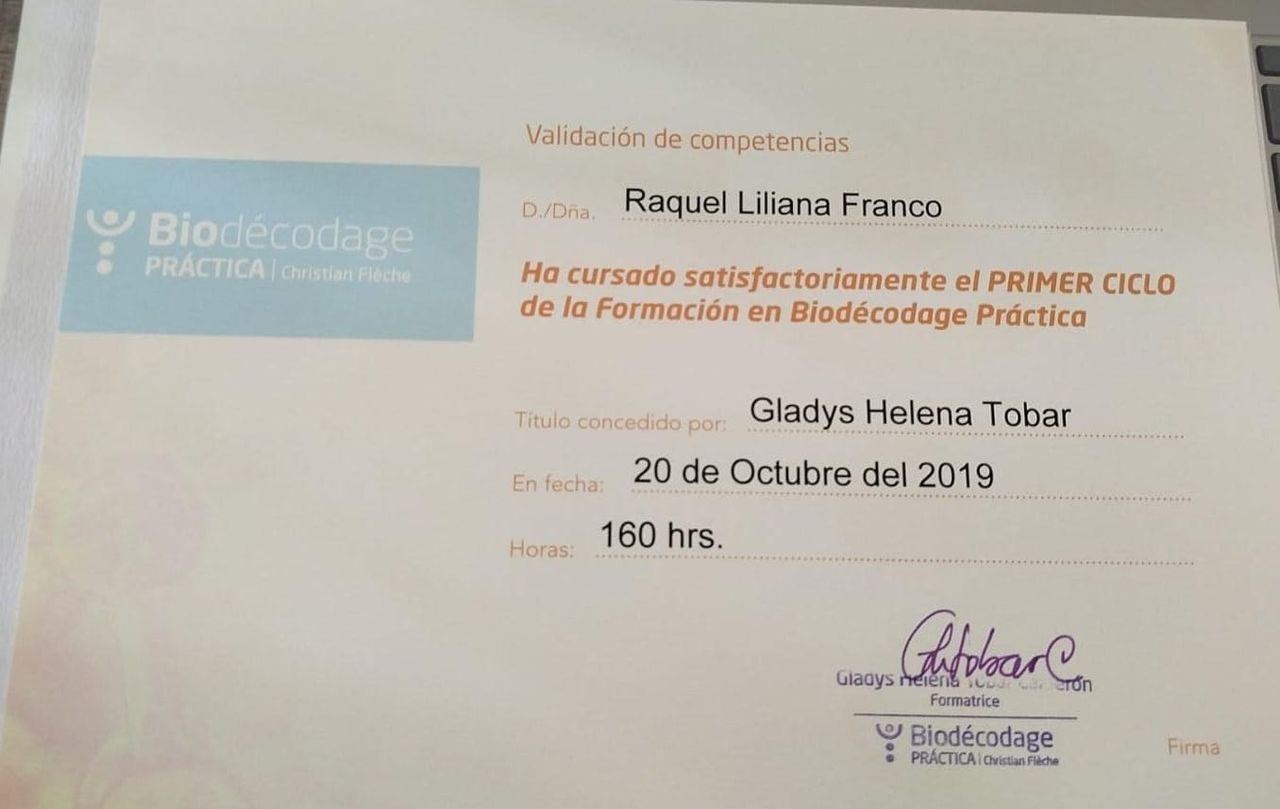 Validación de competencias
D./Dña. Raquel Liliana Franco
Biodécodage
PRÁCTICA | Christian Flèche
Ha cursado satisfactoriamente el PRIMER CICLO
de la Formación en Biodécodage Práctica
Título concedido por: Gladys Helena Tobar
En fecha: 20 de Octubre del 2019
Horas: 160 hrs.
Gladys Helena
Formatrice
Biodécodage
PRÁCTICA | Christian Flèche
Firma